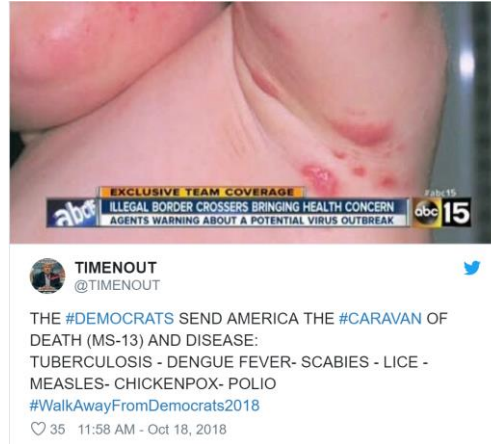 EXCLUSIVE TEAM COVERAGE
#abc15
abc
ILLEGAL BORDER CROSSERS BRINGING HEALTH CONCERN
abc 15
AGENTS WARNING ABOUT A POTENTIAL VIRUS OUTBREAK
TIMENOUT
@TIMENOUT
THE #DEMOCRATS SEND AMERICA THE #CARAVAN OF
DEATH (MS-13) AND DISEASE:
TUBERCULOSIS - DENGUE FEVER- SCABIES - LICE -
MEASLES- CHICKENPOX- POLIO
#WalkAwayFromDemocrats2018
35 11:58 AM - Oct 18, 2018